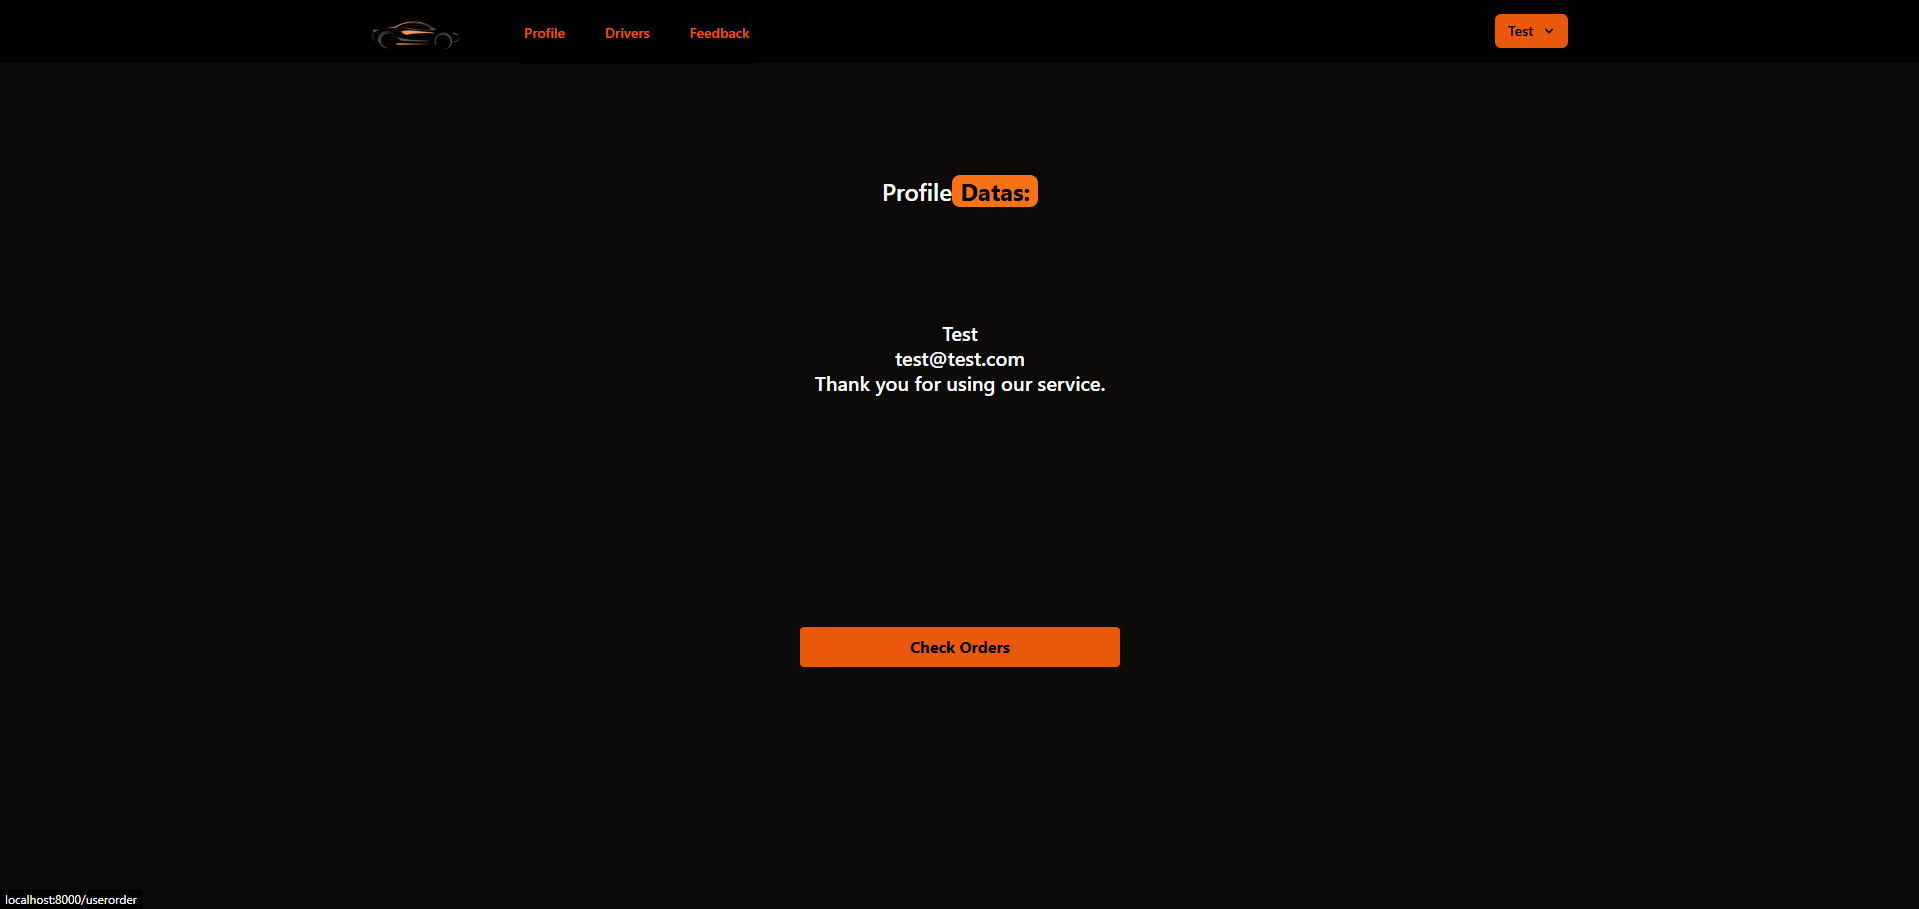 Profile Drivers Feedback Test
Profile Datas:
Test
test@test.com
Thank you for using our service.
Check Orders
localhost:8000/userorder